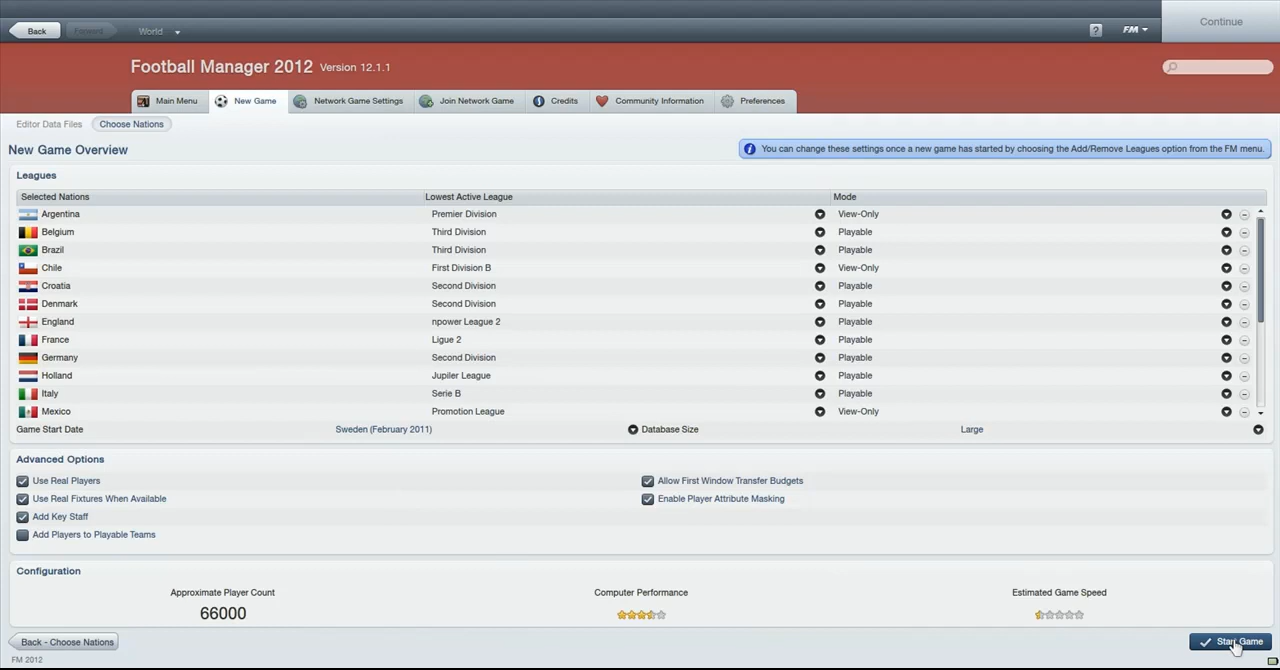 Back Forward World ? FM Continue
Football Manager 2012 Version 12.1.1
Main Menu New Game Network Game Settings Join Network Game Credits Community Information Preferences
Editor Data Files Choose Nations
New Game Overview
You can change these settings once a new game has started by choosing the Add/Remove Leagues option from the FM menu.
Leagues
Selected Nations Lowest Active League Mode
Argentina Premier Division View-Only
Belgium Third Division Playable
Brazil Third Division Playable
Chile First Division B View-Only
Croatia Second Division Playable
Denmark Second Division Playable
England npower League 2 Playable
France Ligue 2 Playable
Germany Second Division Playable
Holland Jupiler League Playable
Italy Serie B Playable
Mexico Promotion League View-Only
Game Start Date Sweden (February 2011) Database Size Large
Advanced Options
Use Real Players Allow First Window Transfer Budgets
Use Real Fixtures When Available Enable Player Attribute Masking
Add Key Staff
Add Players to Playable Teams
Configuration
Approximate Player Count Computer Performance Estimated Game Speed
66000
Back - Choose Nations Start Game
FM 2012